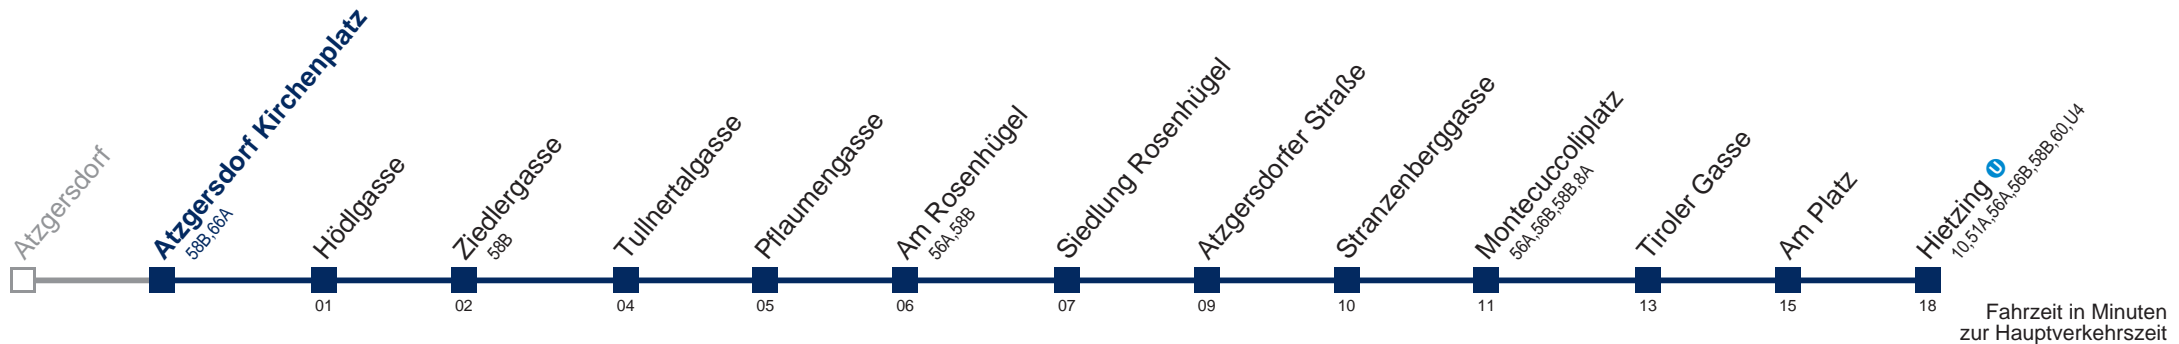 Atzgersdorf
Atzgersdorf Kirchenplatz
58B,66A
Hödlgasse
01
Ziedlergasse
58B
02
Tullnertalgasse
04
Pflaumengasse
05
Am Rosenhügel
56A,58B
06
Siedlung Rosenhügel
07
Atzgersdorfer Straße
09
Stranzenberggasse
10
Montecuccoliplatz
56A,56B,58B,8A
11
Tiroler Gasse
13
Am Platz
15
Hietzing U
10,51A,56A,56B,58B,60,U4
18
Fahrzeit in Minuten
zur Hauptverkehrszeit